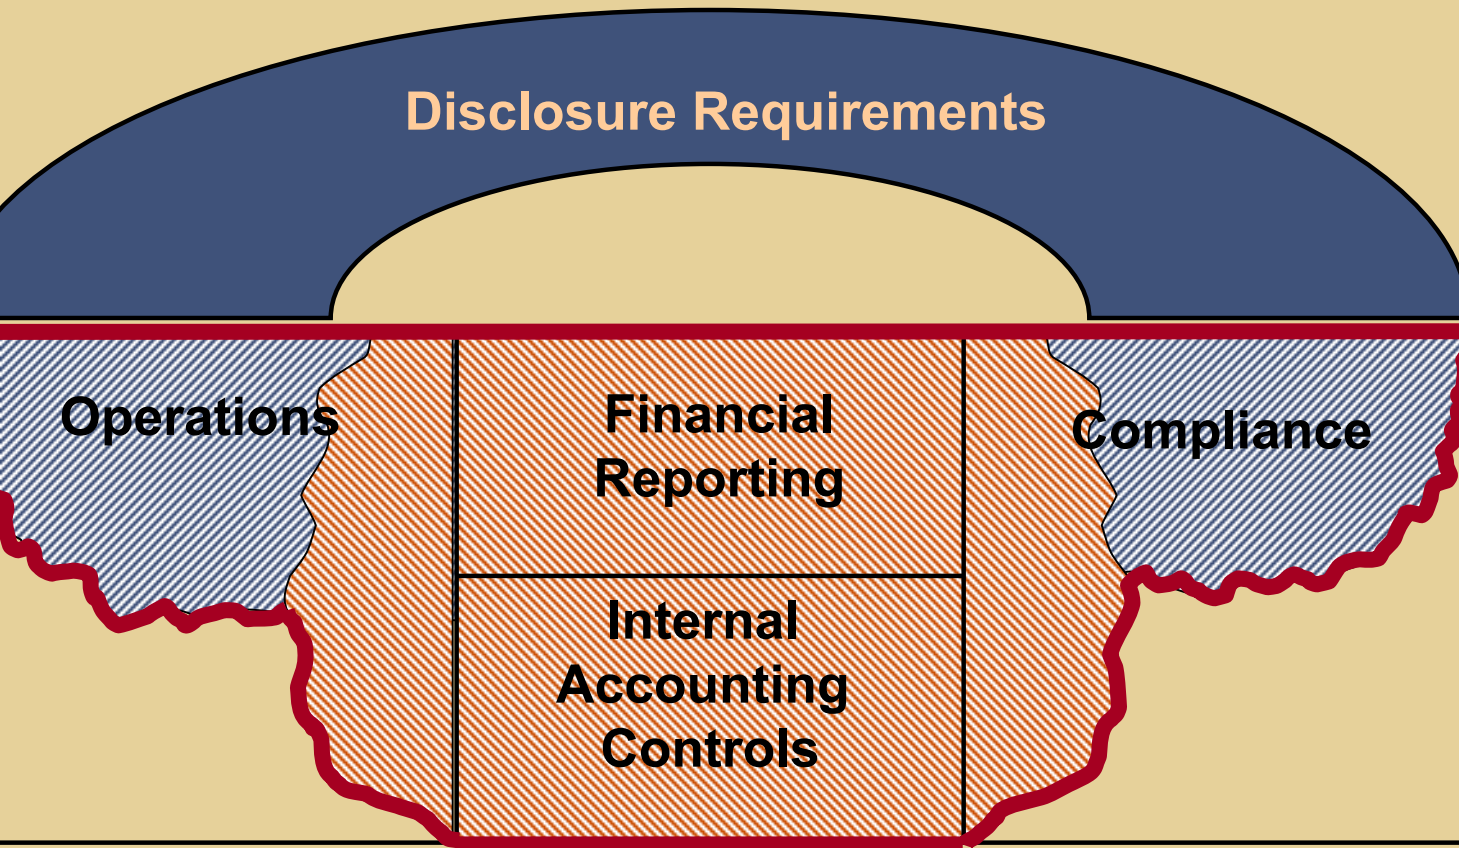 Disclosure Requirements
Operations
Financial
Reporting
Compliance
Internal
Accounting
Controls